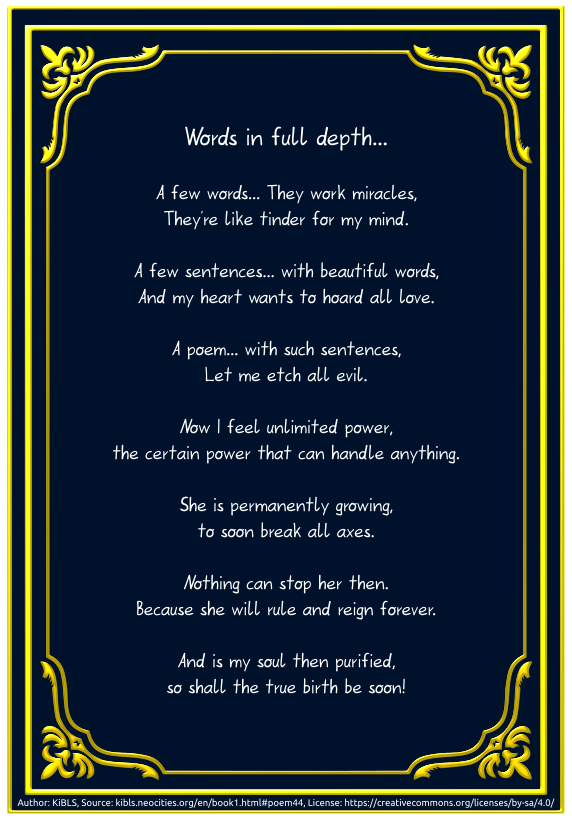 Words in full depth...
A few words... They work miracles,
They're like tinder for my mind.
A few sentences... with beautiful words,
And my heart wants to hoard all love.
A poem... with such sentences,
Let me etch all evil.
Now I feel unlimited power,
the certain power that can handle anything.
She is permanently growing,
to soon break all axes.
Nothing can stop her then.
Because she will rule and reign forever.
And is my soul then purified,
so shall the true birth be soon!
Author: KiBLS, Source: kibls.neocities.org/en/book1.html#poem44, License: https://creativecommons.org/licenses/by-sa/4.0/